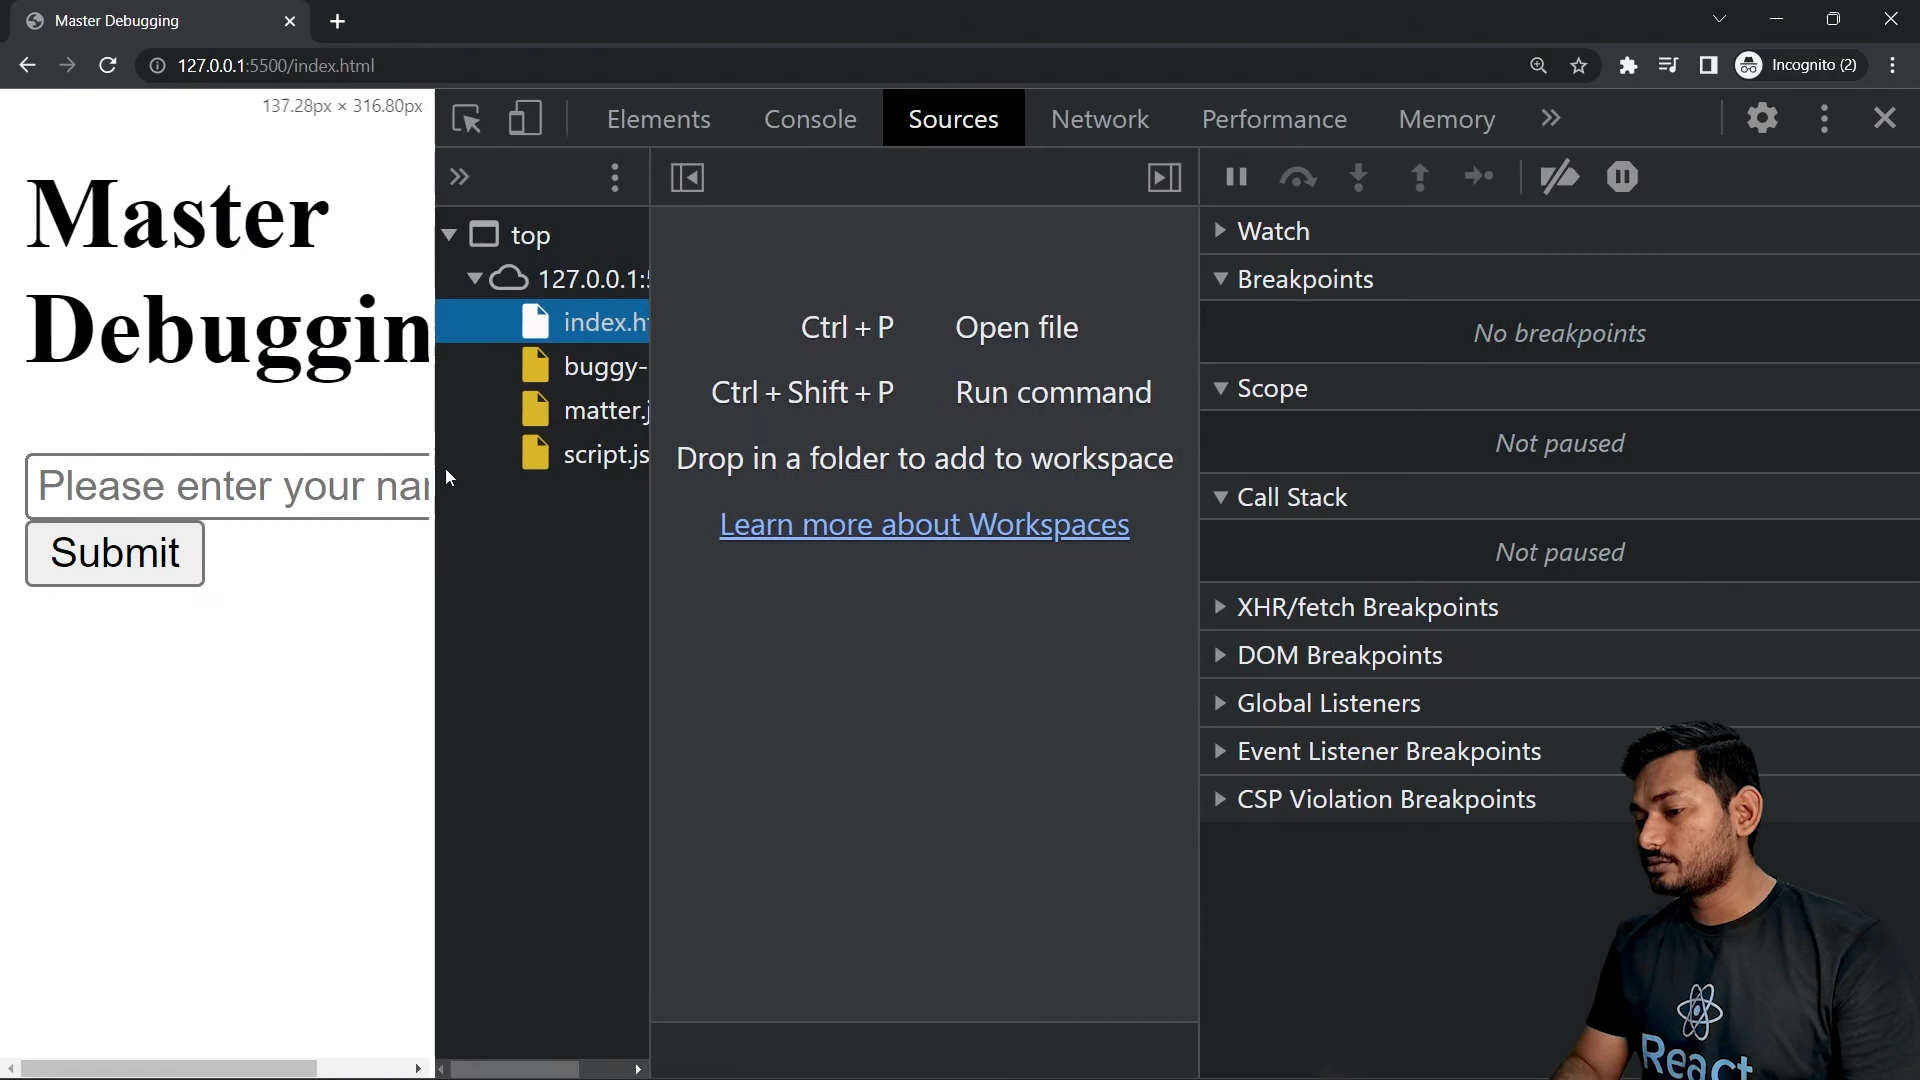 Master Debugging
127.0.0.1:5500/index.html
Incognito (2)
137.28px × 316.80px
Elements
Console
Sources
Network
Performance
Memory
top
127.0.0.1:5
index.ht
buggy-
matter.j
script.js
Master
Debuggin
Please enter your nar
Submit
Ctrl + P Open file
Ctrl + Shift + P Run command
Drop in a folder to add to workspace
Learn more about Workspaces
Watch
Breakpoints
No breakpoints
Scope
Not paused
Call Stack
Not paused
XHR/fetch Breakpoints
DOM Breakpoints
Global Listeners
Event Listener Breakpoints
CSP Violation Breakpoints
React